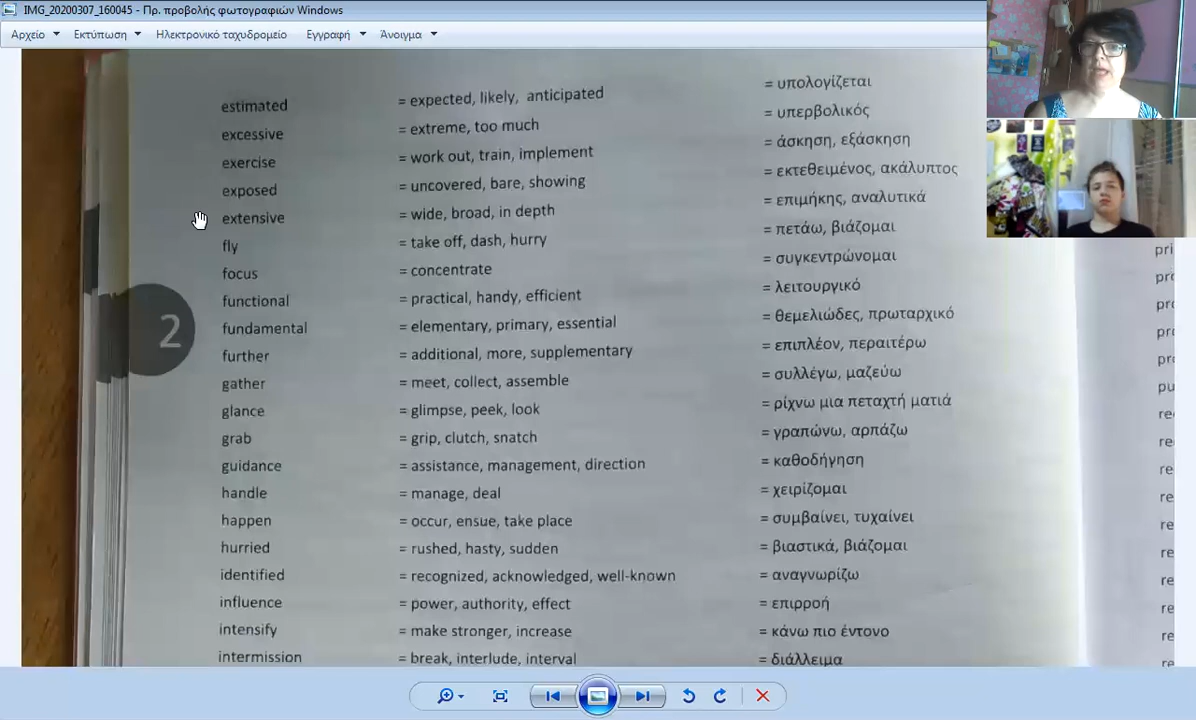 IMG_20200307_160045 - Πρ. προβολής φωτογραφιών Windows
Αρχείο Εκτύπωση Ηλεκτρονικό ταχυδρομείο Εγγραφή Άνοιγμα
estimated = expected, likely, anticipated = υπολογίζεται
excessive = extreme, too much = υπερβολικός
exercise = work out, train, implement = άσκηση, εξάσκηση
exposed = uncovered, bare, showing = εκτεθειμένος, ακάλυπτος
extensive = wide, broad, in depth = επιμήκης, αναλυτικά
fly = take off, dash, hurry = πετάω, βιάζομαι
focus = concentrate = συγκεντρώνομαι
functional = practical, handy, efficient = λειτουργικό
fundamental = elementary, primary, essential = θεμελιώδες, πρωταρχικό
2
further = additional, more, supplementary = επιπλέον, περαιτέρω
gather = meet, collect, assemble = συλλέγω, μαζεύω
glance = glimpse, peek, look = ρίχνω μια πεταχτή ματιά
grab = grip, clutch, snatch = γραπώνω, αρπάζω
guidance = assistance, management, direction = καθοδήγηση
handle = manage, deal = χειρίζομαι
happen = occur, ensue, take place = συμβαίνει, τυχαίνει
hurried = rushed, hasty, sudden = βιαστικά, βιάζομαι
identified = recognized, acknowledged, well-known = αναγνωρίζω
influence = power, authority, effect = επιρροή
intensify = make stronger, increase = κάνω πιο έντονο
intermission = break, interlude, interval = διάλλειμα